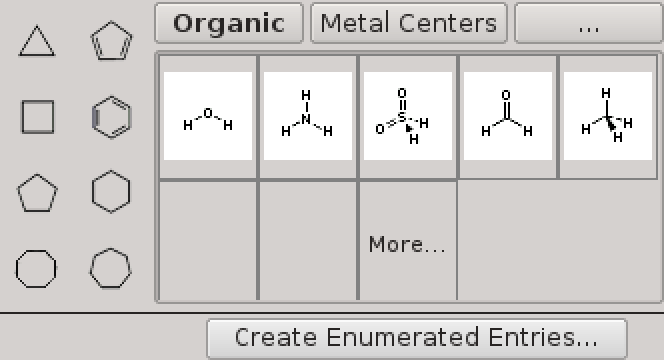 Organic Metal Centers ...
O
H H
H
N
H H
O
S
O H
H
O
H H
H
H H
H
More...
Create Enumerated Entries...